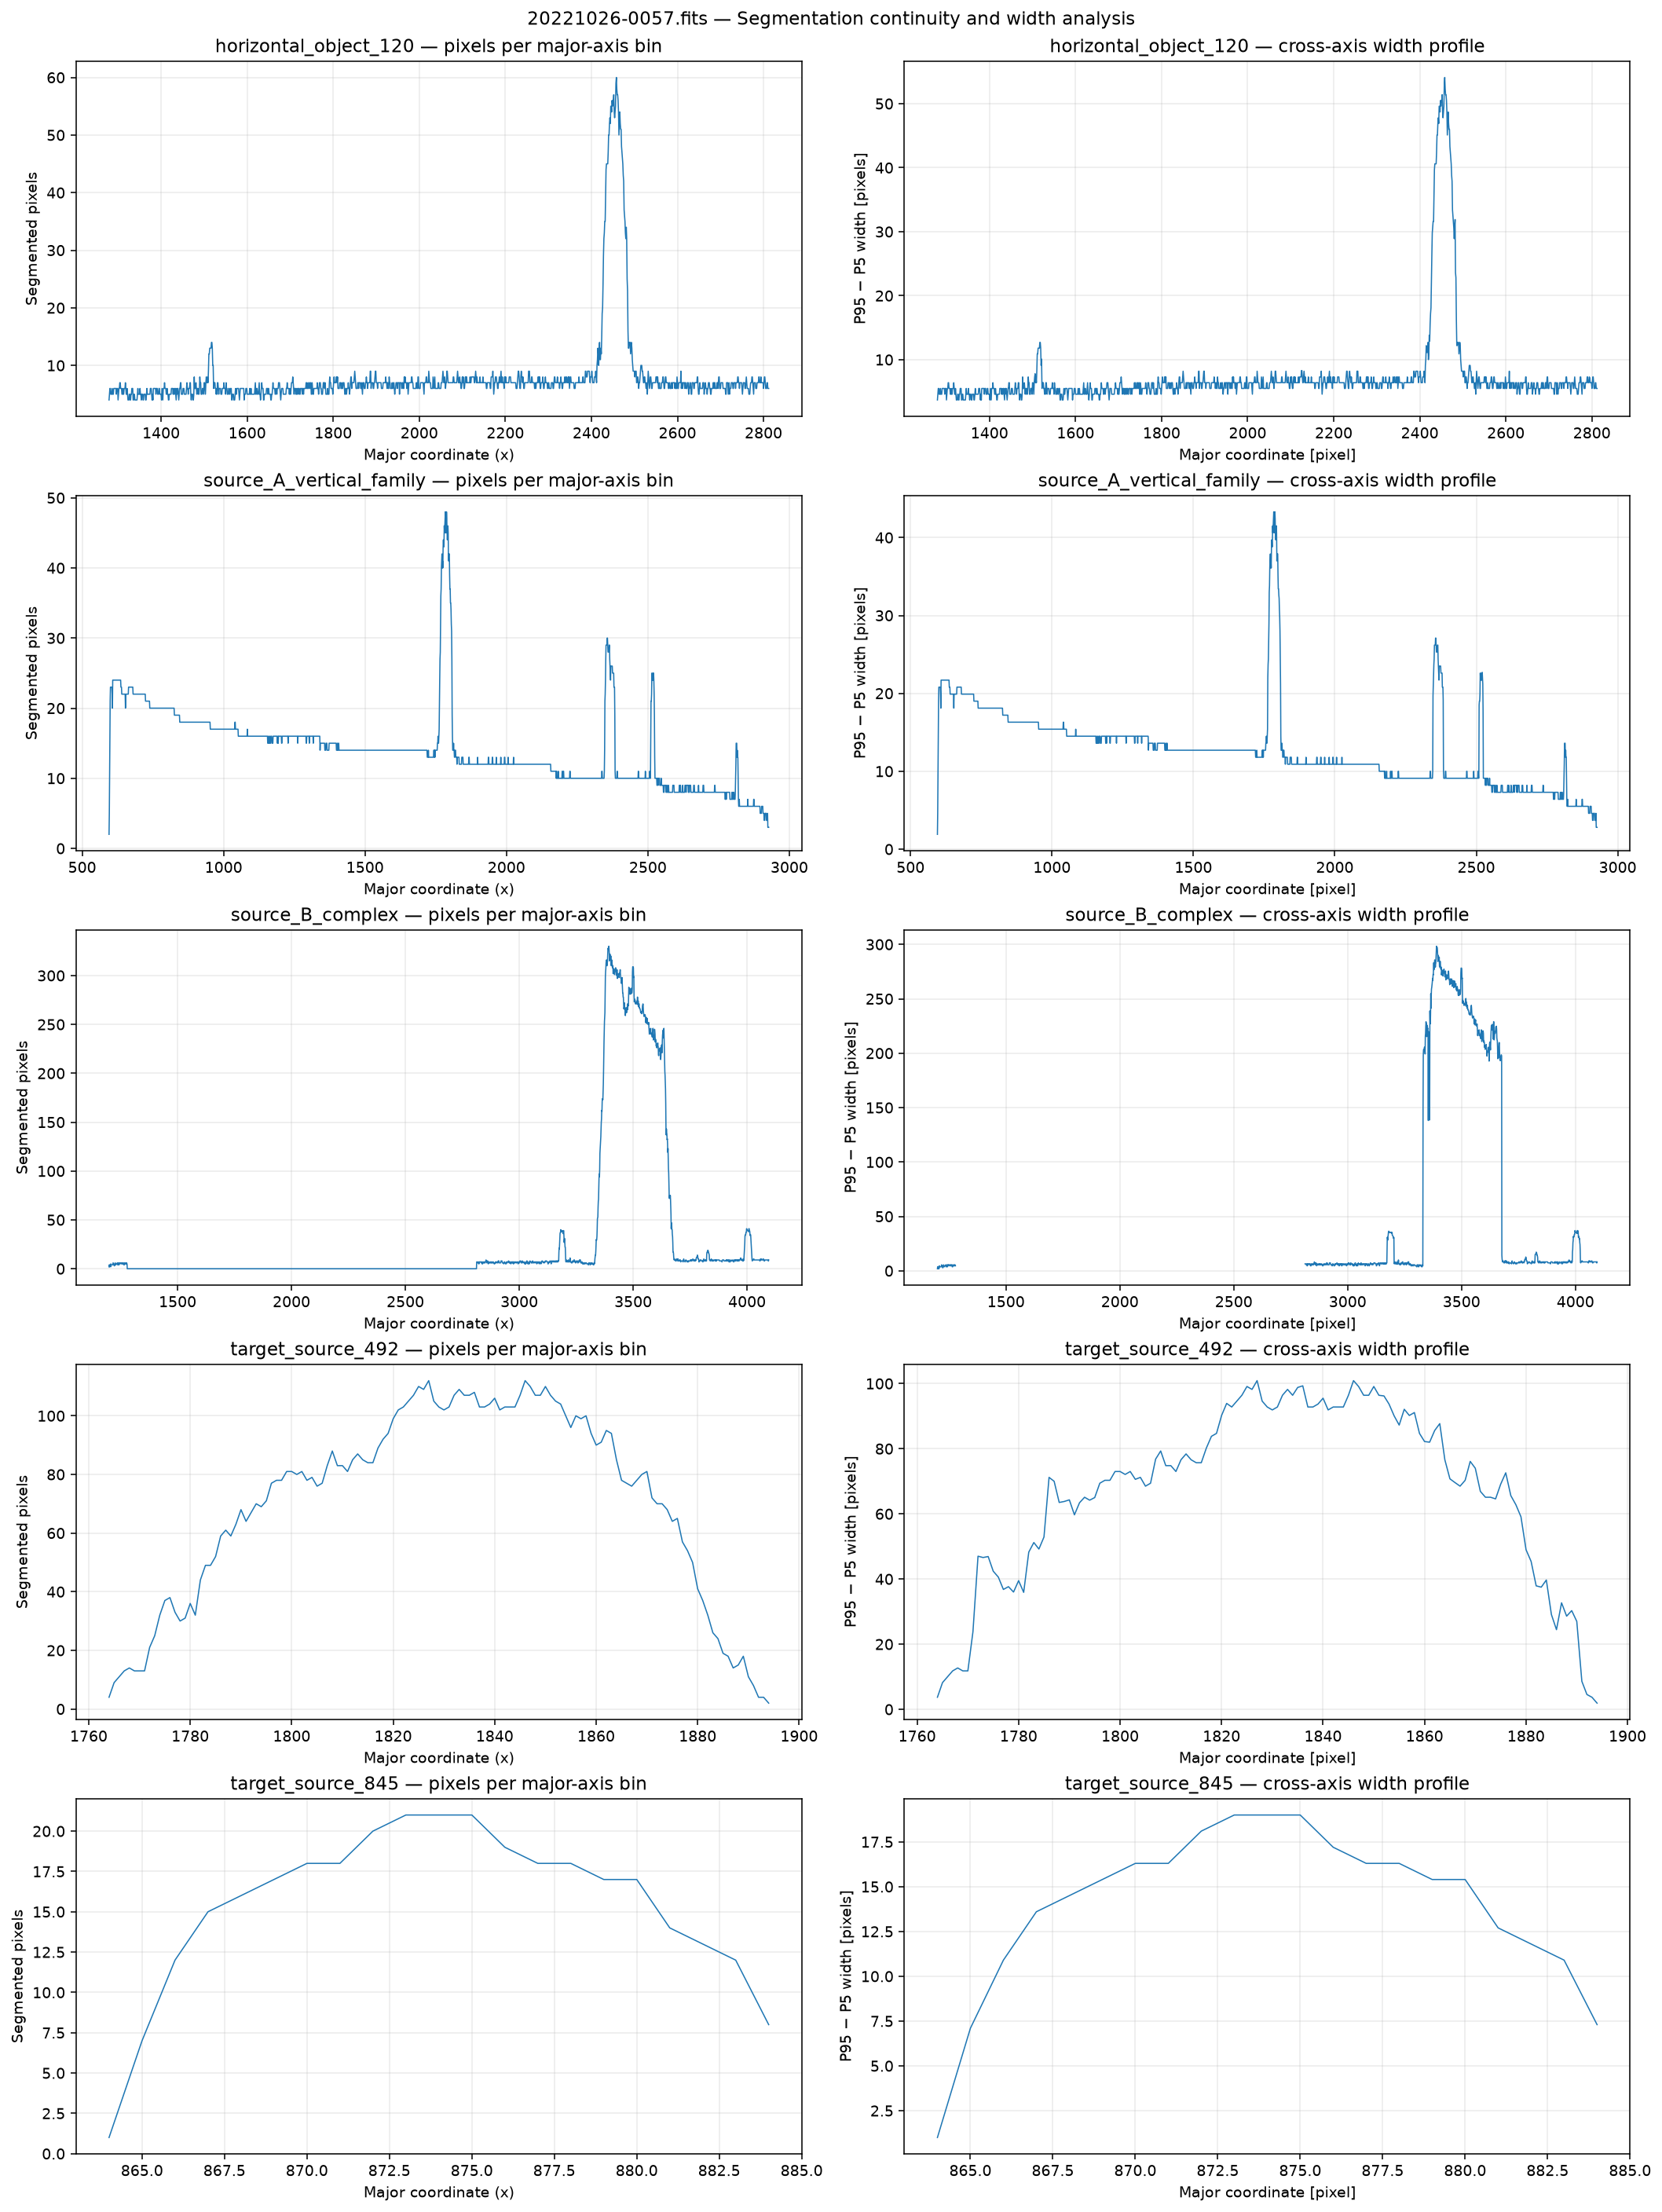 20221026-0057.fits — Segmentation continuity and width analysis
horizontal_object_120 — pixels per major-axis bin
Segmented pixels
60
50
40
30
20
10
1400 1600 1800 2000 2200 2400 2600 2800
Major coordinate (x)
horizontal_object_120 — cross-axis width profile
P95 − P5 width [pixels]
50
40
30
20
10
1400 1600 1800 2000 2200 2400 2600 2800
Major coordinate [pixel]
source_A_vertical_family — pixels per major-axis bin
Segmented pixels
50
40
30
20
10
0
500 1000 1500 2000 2500 3000
Major coordinate (x)
source_A_vertical_family — cross-axis width profile
P95 − P5 width [pixels]
40
30
20
10
0
500 1000 1500 2000 2500 3000
Major coordinate [pixel]
source_B_complex — pixels per major-axis bin
Segmented pixels
300
250
200
150
100
50
0
1500 2000 2500 3000 3500 4000
Major coordinate (x)
source_B_complex — cross-axis width profile
P95 − P5 width [pixels]
300
250
200
150
100
50
0
1500 2000 2500 3000 3500 4000
Major coordinate [pixel]
target_source_492 — pixels per major-axis bin
Segmented pixels
100
80
60
40
20
0
1760 1780 1800 1820 1840 1860 1880 1900
Major coordinate (x)
target_source_492 — cross-axis width profile
P95 − P5 width [pixels]
100
80
60
40
20
0
1760 1780 1800 1820 1840 1860 1880 1900
Major coordinate [pixel]
target_source_845 — pixels per major-axis bin
Segmented pixels
20.0
17.5
15.0
12.5
10.0
7.5
5.0
2.5
0.0
865.0 867.5 870.0 872.5 875.0 877.5 880.0 882.5 885.0
Major coordinate (x)
target_source_845 — cross-axis width profile
P95 − P5 width [pixels]
17.5
15.0
12.5
10.0
7.5
5.0
2.5
865.0 867.5 870.0 872.5 875.0 877.5 880.0 882.5 885.0
Major coordinate [pixel]